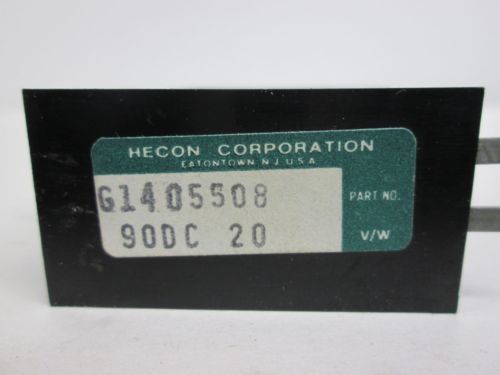 HECON CORPORATION
EATONTOWN N.J. U.S.A.
G1405508 PART NO.
90DC 20 V/W